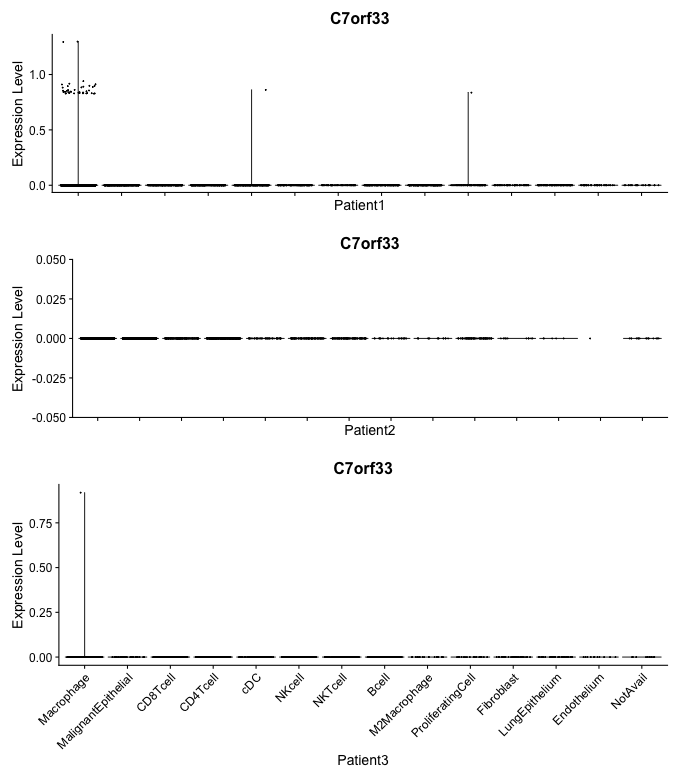 C7orf33
Expression Level
1.0
0.5
0.0
Patient1
C7orf33
Expression Level
0.050
0.025
0.000
-0.025
-0.050
Patient2
C7orf33
Expression Level
0.75
0.50
0.25
0.00
Macrophage
MalignantEpithelial
CD8Tcell
CD4Tcell
cDC
NKcell
NKTcell
Bcell
M2Macrophage
ProliferatingCell
Fibroblast
LungEpithelium
Endothelium
NotAvail
Patient3